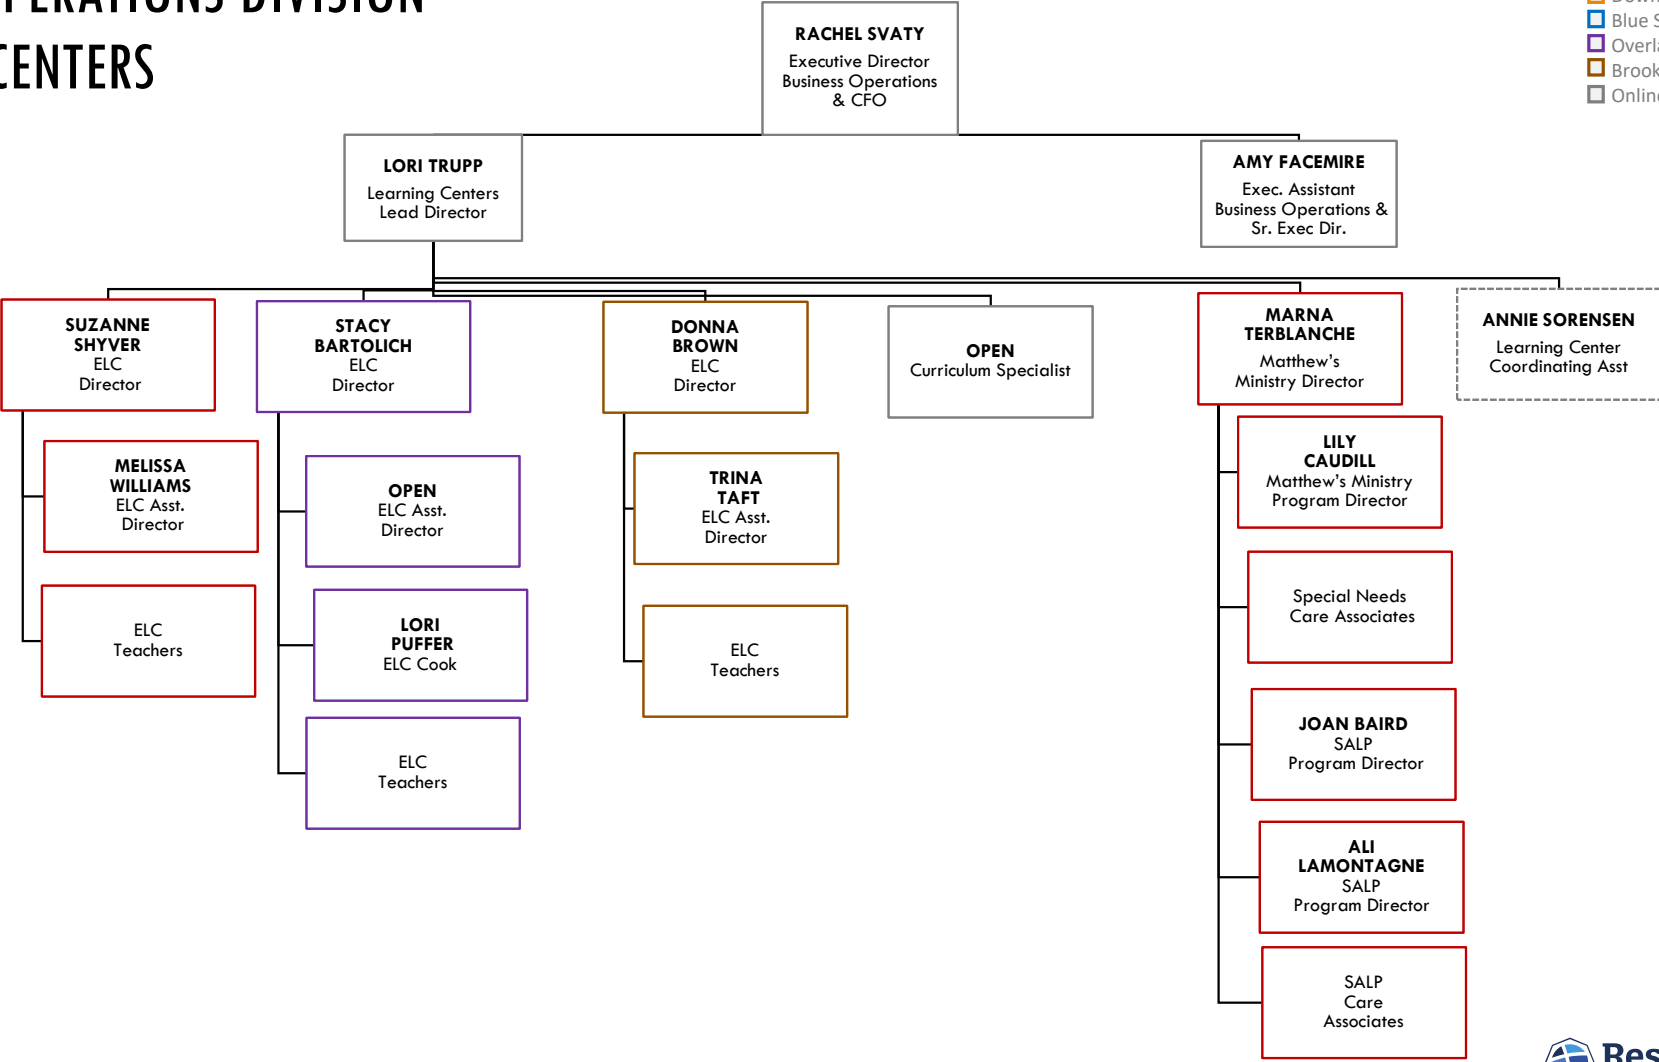 OPERATIONS DIVISION
CENTERS
Blue
Online
RACHEL SVATY
Executive Director
Business Operations
& CFO
LORI TRUPP
Learning Centers
Lead Director
AMY FACEMIRE
Exec. Assistant
Business Operations &
Sr. Exec Dir.
SUZANNE
SHYVER
ELC
Director
STACY
BARTOLICH
ELC
Director
DONNA
BROWN
ELC
Director
OPEN
Curriculum Specialist
MARNA
TERBLANCHE
Matthew's
Ministry Director
ANNIE SORENSEN
Learning Center
Coordinating Asst
MELISSA
WILLIAMS
ELC Asst.
Director
ELC
Teachers
OPEN
ELC Asst.
Director
LORI
PUFFER
ELC Cook
ELC
Teachers
TRINA
TAFT
ELC Asst.
Director
ELC
Teachers
LILY
CAUDILL
Matthew's Ministry
Program Director
Special Needs
Care Associates
JOAN BAIRD
SALP
Program Director
ALI
LAMONTAGNE
SALP
Program Director
SALP
Care
Associates